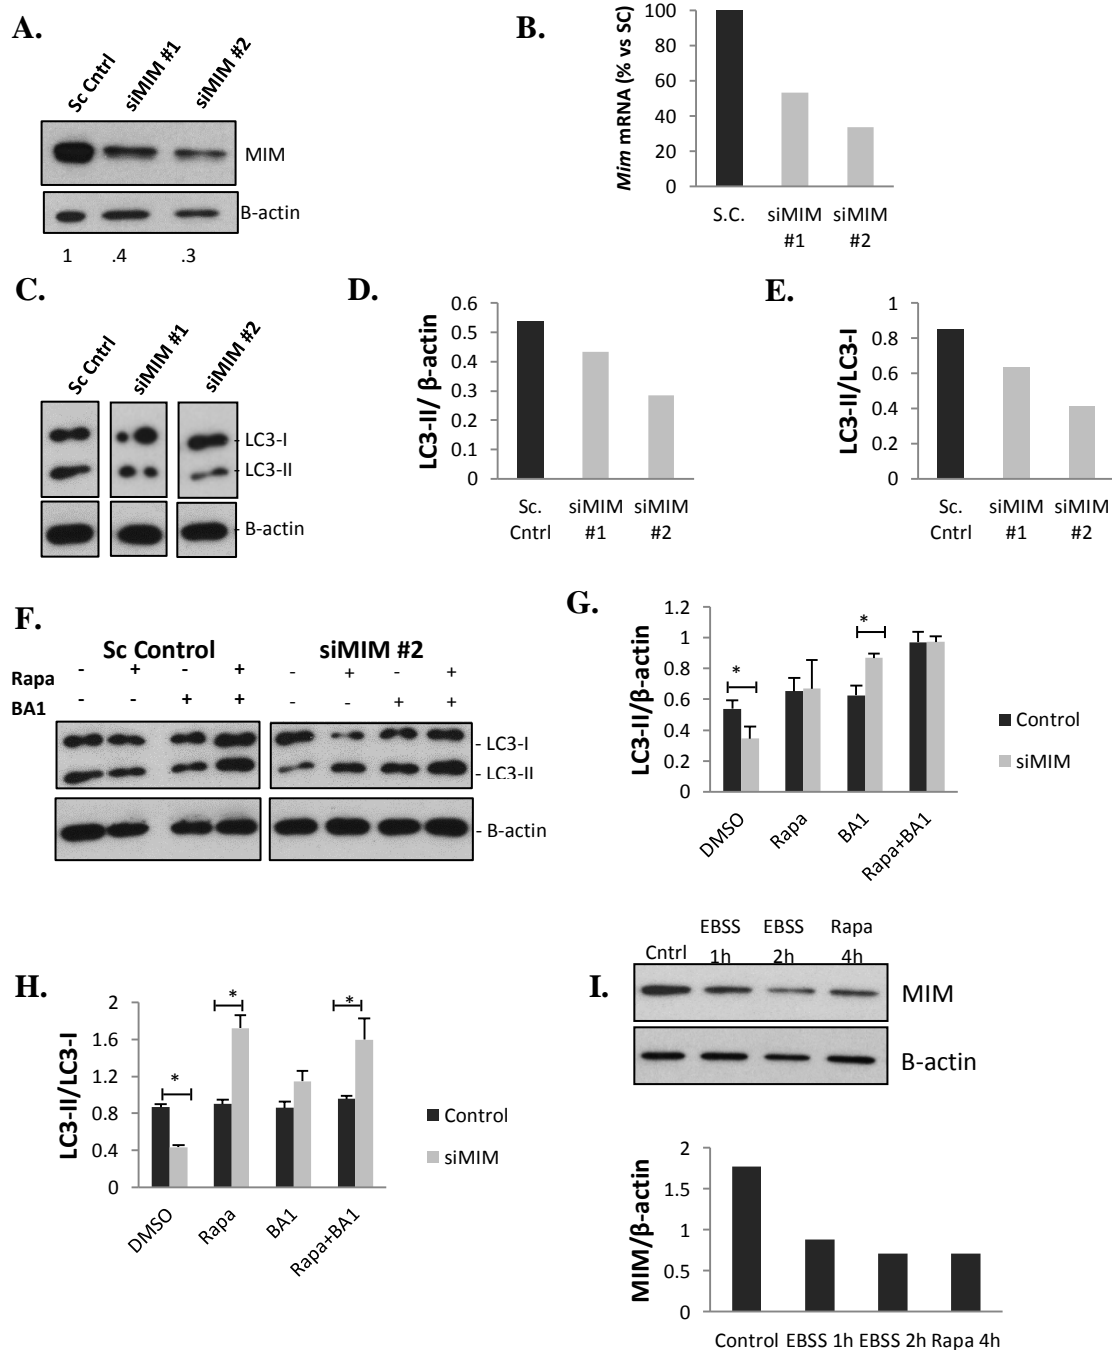 A.
Sc Cntrl
siMIM #1
siMIM #2
MIM
B-actin
1 .4 .3
B.
Mim mRNA (% vs SC)
100
80
60
40
20
0
S.C. siMIM #1 siMIM #2
C.
Sc Cntrl
siMIM #1
siMIM #2
- LC3-I
- LC3-II
- B-actin
D.
LC3-II/ β-actin
0.6
0.5
0.4
0.3
0.2
0.1
0
Sc. Cntrl siMIM #1 siMIM #2
E.
LC3-II/LC3-I
1
0.8
0.6
0.4
0.2
0
Sc. Cntrl siMIM #1 siMIM #2
F.
Sc Control siMIM #2
Rapa - + - + - + - +
BA1 - - + + - - + +
- LC3-I
- LC3-II
- B-actin
G.
LC3-II/β-actin
1.2
1
0.8
0.6
0.4
0.2
0
* *
DMSO
Rapa
BA1
Rapa+BA1
Control
siMIM
H.
LC3-II/LC3-I
2
1.6
1.2
0.8
0.4
0
* * *
DMSO
Rapa
BA1
Rapa+BA1
Control
siMIM
I.
Cntrl EBSS 1h EBSS 2h Rapa 4h
MIM
B-actin
MIM/β-actin
2
1.5
1
0.5
0
Control EBSS 1h EBSS 2h Rapa 4h